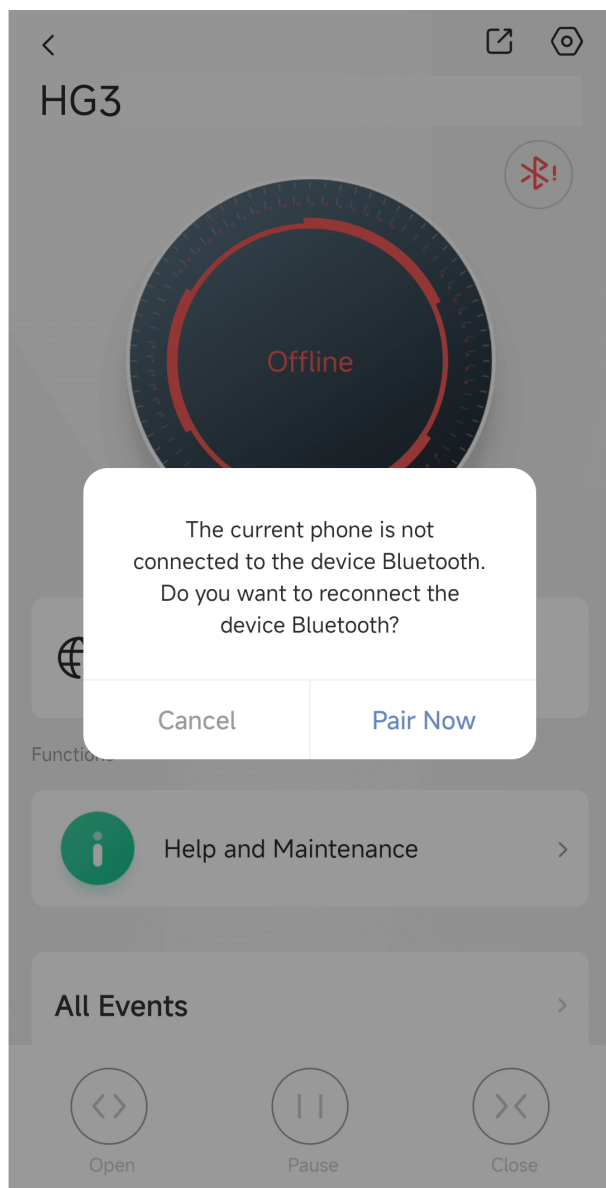 HG3
Offline
The current phone is not
connected to the device Bluetooth.
Do you want to reconnect the
device Bluetooth?
Cancel
Pair Now
Functions
Help and Maintenance
All Events
Open
Pause
Close